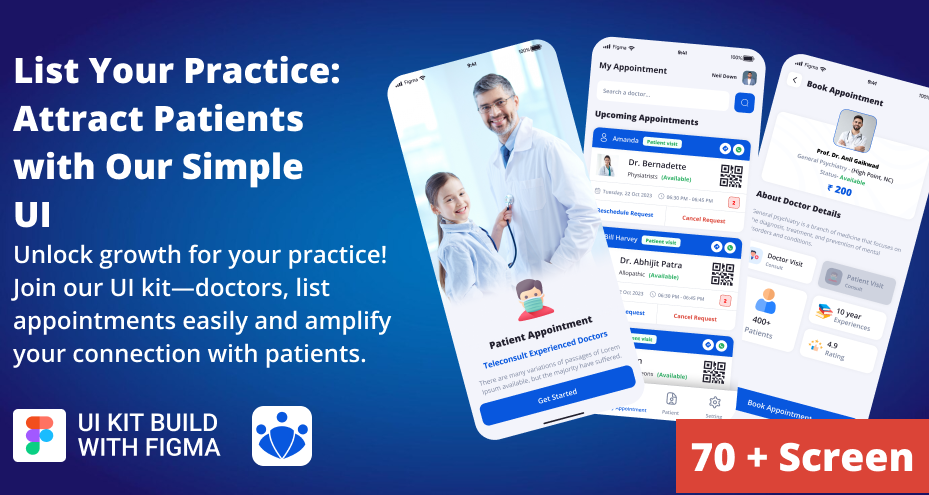 List Your Practice:
Attract Patients
with Our Simple
UI
Unlock growth for your practice!
Join our UI kit—doctors, list
appointments easily and amplify
your connection with patients.
UI KIT BUILD
WITH FIGMA
Figma 9:41 100%
Patient Appointment
Teleconsult Experienced Doctors
There are many variations of passages of Lorem
Ipsum available, but the majority have suffered.
Get Started
Figma 9:41 100%
My Appointment
Neil Down
Search a doctor...
Upcoming Appointments
Amanda Patient visit
Dr. Bernadette
Physiatrists (Available)
Tuesday, 22 Oct 2023 06:30 PM - 06:45 PM 2
Reschedule Request Cancel Request
Bill Harvey Patient visit
Dr. Abhijit Patra
Allopathic (Available)
Oct 2023 06:30 PM - 06:45 PM 2
quest Cancel Request
ent visit
(Available)
Appointment Patient Setting
Figma 9:41 100%
Book Appointment
Prof. Dr. Anil Gaikwad
General Psychiatry - (High Point, NC)
Status- Available
₹ 200
About Doctor Details
General psychiatry is a branch of medicine that focuses on
the diagnosis, treatment, and prevention of mental
disorders and conditions.
Doctor Visit
Consult
Patient Visit
Consult
400+
Patients
10 year
Experiences
4.9
Rating
Book Appointment
70 + Screen